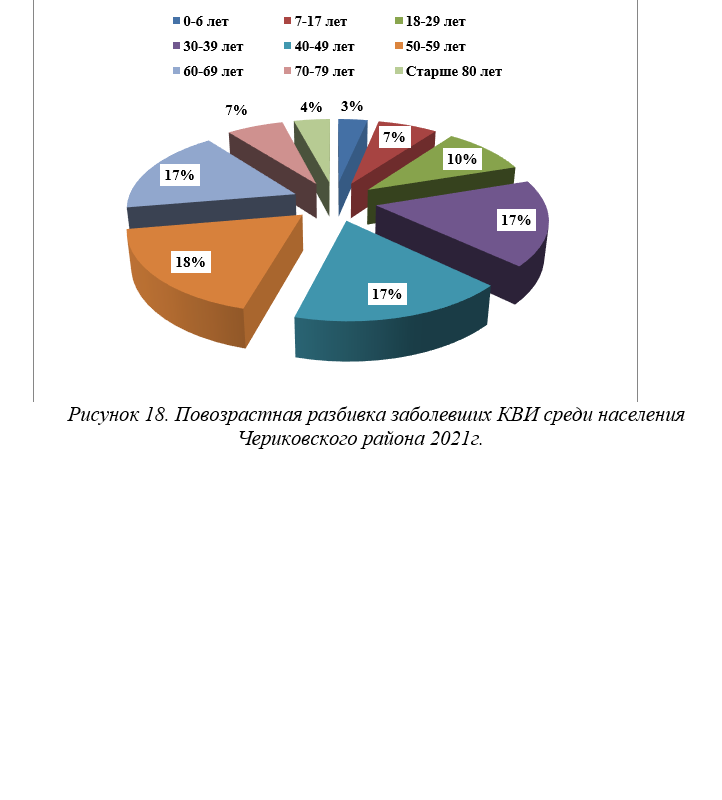 0-6 лет 7-17 лет 18-29 лет
30-39 лет 40-49 лет 50-59 лет
60-69 лет 70-79 лет Старше 80 лет
7% 4% 3%
7%
10%
17%
17%
18%
17%
Рисунок 18. Повозрастная разбивка заболевших КВИ среди населения
Чериковского района 2021г.